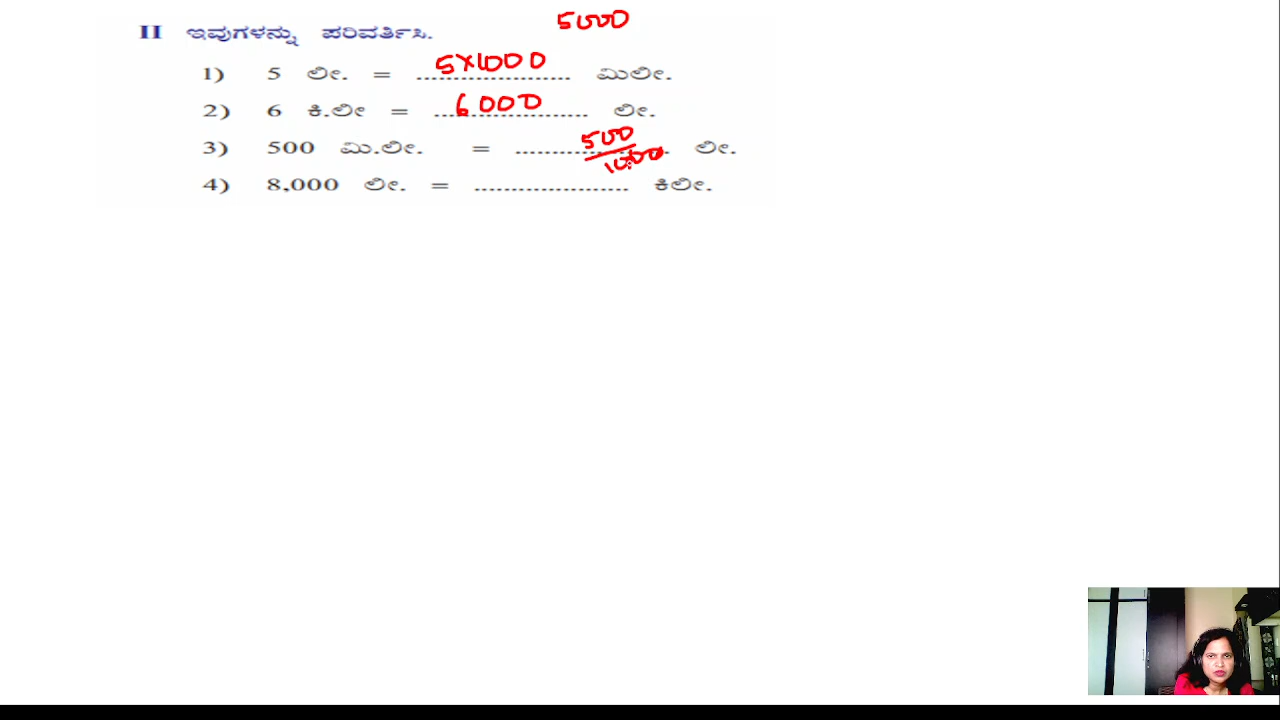 5000
II ಇವುಗಳನ್ನು ಪರಿವರ್ತಿಸಿ.
1) 5 ಲೀ. = 5×1000 ..................... ಮಿಲೀ.
2) 6 ಕಿ.ಲೀ = 6000 ..................... ಲೀ.
3) 500 ಮಿ.ಲೀ. = ..................... 500/1000 ಲೀ.
4) 8,000 ಲೀ. = ..................... ಕಿಲೀ.